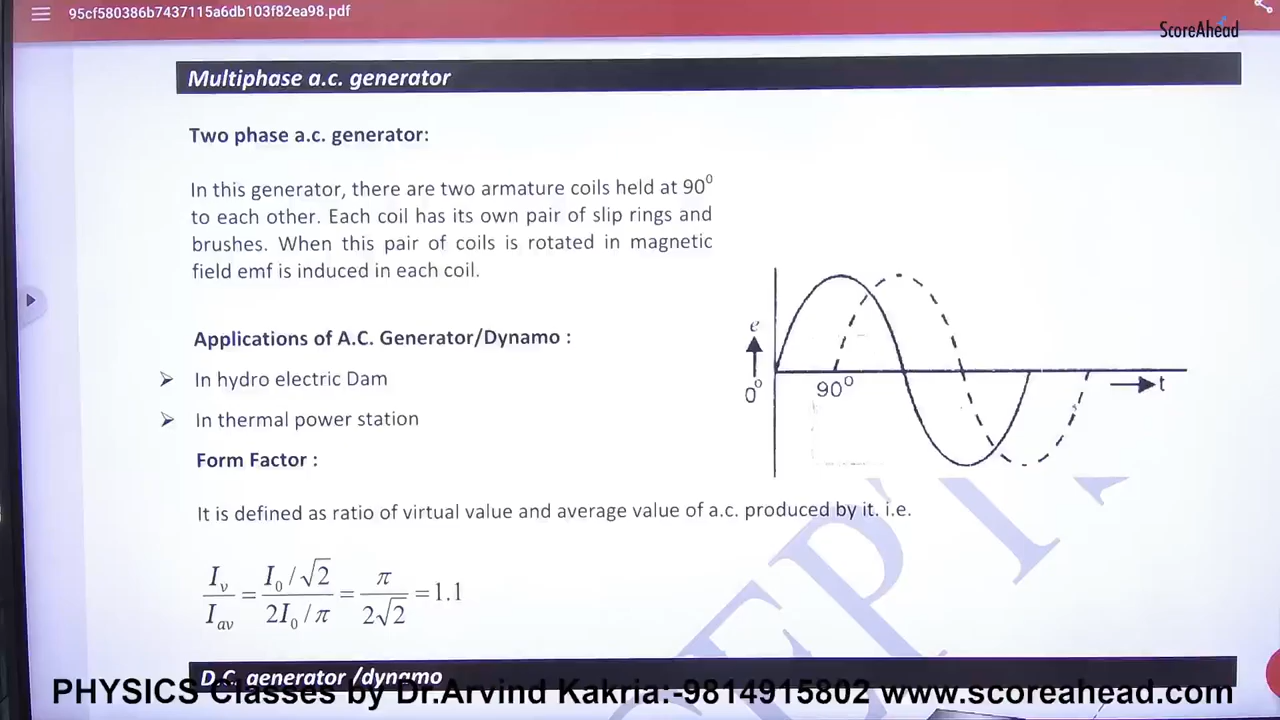 95cf580386b7437115a6db103f82ea98.pdf
ScoreAhead
Multiphase a.c. generator
Two phase a.c. generator:
In this generator, there are two armature coils held at 90⁰
to each other. Each coil has its own pair of slip rings and
brushes. When this pair of coils is rotated in magnetic
field emf is induced in each coil.
Applications of A.C. Generator/Dynamo :
➢ In hydro electric Dam
➢ In thermal power station
e
0⁰
90⁰
t
Form Factor :
It is defined as ratio of virtual value and average value of a.c. produced by it. i.e.
I_v / I_av = (I₀ / √2) / (2I₀ / π) = π / (2√2) = 1.1
D.C. generator /dynamo
PHYSICS Classes by Dr.Arvind Kakria:-9814915802 www.scoreahead.com